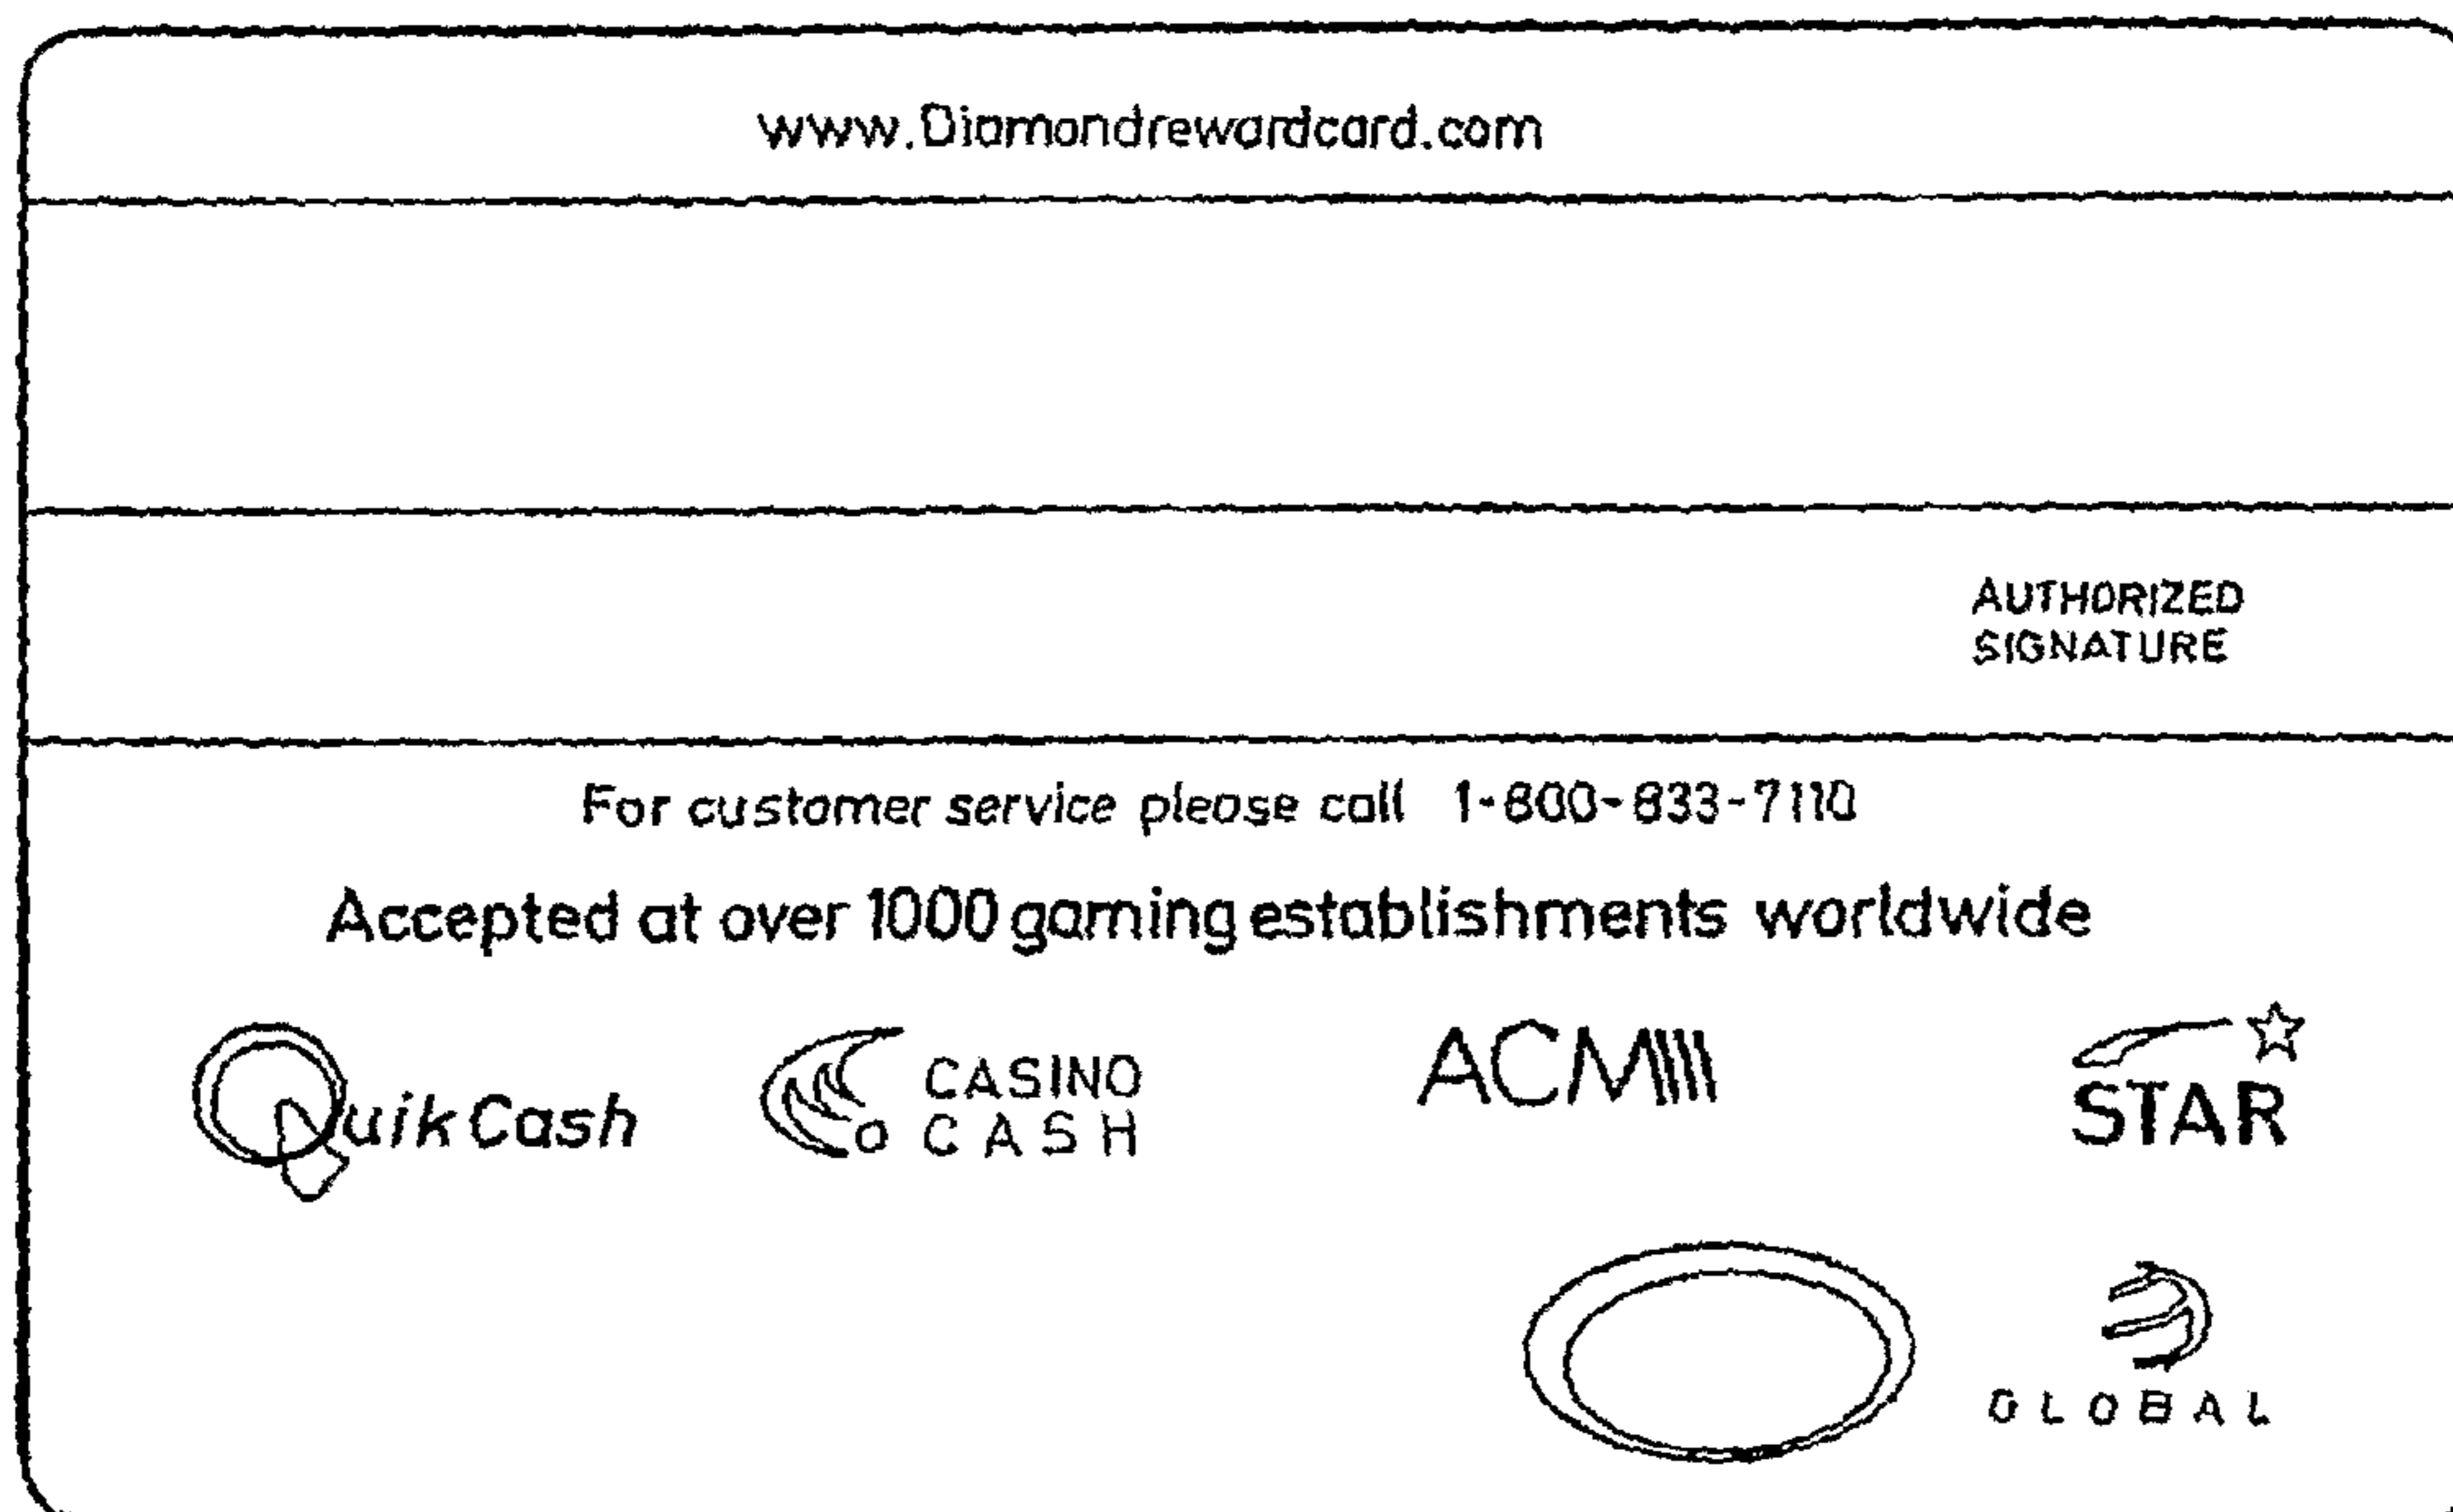 www.Diamondrewardcard.com
AUTHORIZED
SIGNATURE
For customer service please call 1-800-833-7110
Accepted at over 1000 gaming establishments worldwide
QuikCash
CASINO
CASH
ACM
STAR
GLOBAL